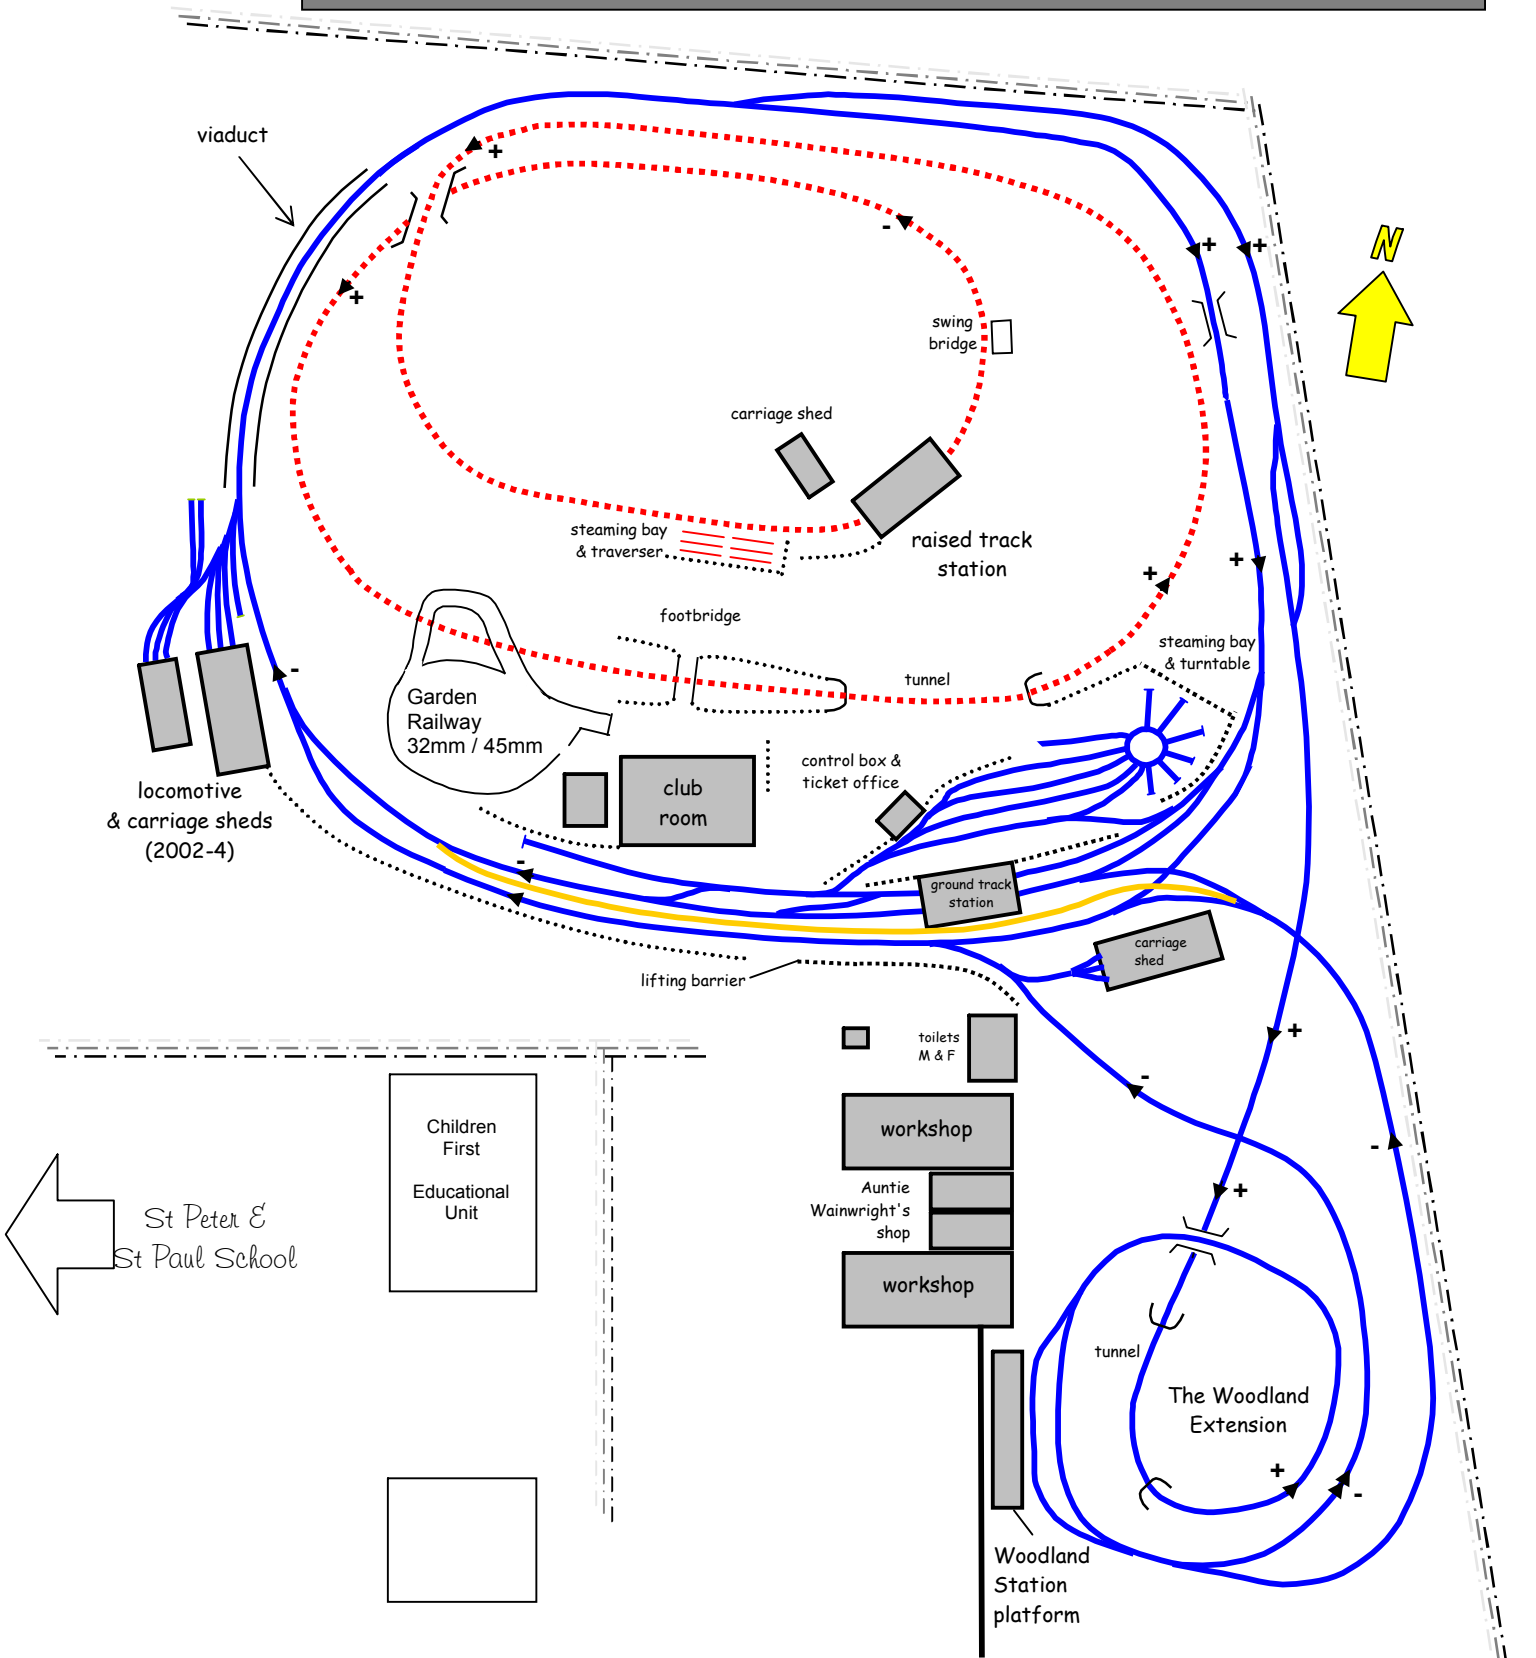 viaduct
N
+
-
+
+
+
swing
bridge
carriage shed
steaming bay
& traverser
raised track
station
+
+
footbridge
steaming bay
& turntable
tunnel
-
Garden
Railway
32mm / 45mm
control box &
ticket office
club
room
locomotive
& carriage sheds
(2002-4)
-
ground track
station
carriage
shed
lifting barrier
toilets
M & F
+
-
workshop
Children
First
Educational
Unit
-
+
Auntie
Wainwright's
shop
St Peter &
St Paul School
workshop
tunnel
The Woodland
Extension
+
-
Woodland
Station
platform